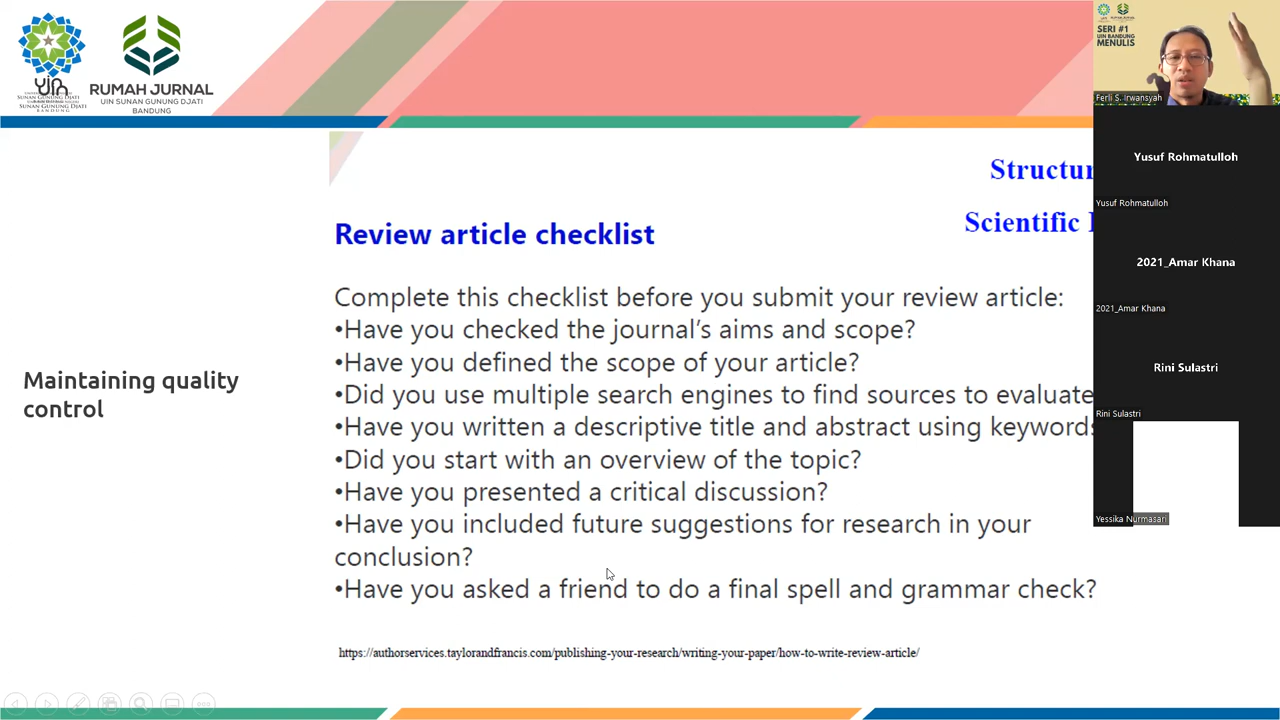 uin
SUNAN GUNUNG DJATI
BANDUNG
RUMAH JURNAL
UIN SUNAN GUNUNG DJATI
BANDUNG
SERI #1
UIN BANDUNG
MENULIS
Ferli S. Irwansyah
Yusuf Rohmatulloh
Yusuf Rohmatulloh
2021_Amar Khana
2021_Amar Khana
Rini Sulastri
Rini Sulastri
Yessika Nurmasari
Structur
Scientific
Review article checklist
Complete this checklist before you submit your review article:
•Have you checked the journal's aims and scope?
•Have you defined the scope of your article?
•Did you use multiple search engines to find sources to evaluate
•Have you written a descriptive title and abstract using keywords
•Did you start with an overview of the topic?
•Have you presented a critical discussion?
•Have you included future suggestions for research in your
conclusion?
•Have you asked a friend to do a final spell and grammar check?
Maintaining quality
control
https://authorservices.taylorandfrancis.com/publishing-your-research/writing-your-paper/how-to-write-review-article/